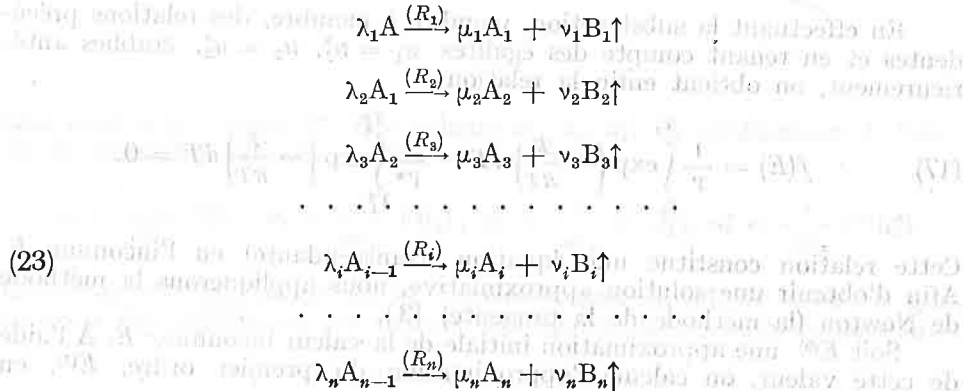 λ₁A —(R₁)→ μ₁A₁ + ν₁B₁↑
λ₂A₁ —(R₂)→ μ₂A₂ + ν₂B₂↑
λ₃A₂ —(R₃)→ μ₃A₃ + ν₃B₃↑
. . . . . . . . . . . . . .
(23) λᵢAᵢ₋₁ —(Rᵢ)→ μᵢAᵢ + νᵢBᵢ↑
. . . . . . . . . . . . . .
λₙAₙ₋₁ —(Rₙ)→ μₙAₙ + νₙBₙ↑